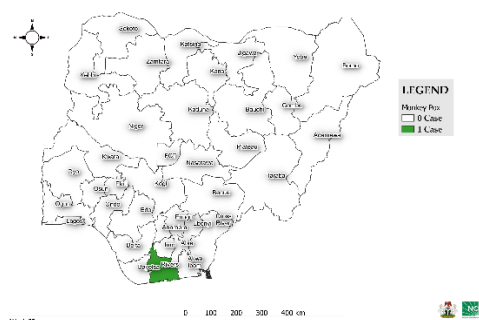 N
Sokoto
Katsina
Zamfara
Jigawa
Yobe
Borno
Kebbi
Kano
Kaduna
Bauchi
Gombe
Niger
Adamawa
Plateau
Kwara
FCT
Nasarawa
Taraba
Oyo
Ekiti
Kogi
Osun
Benue
Ogun
Ondo
Edo
Enugu
Cross
River
Lagos
Anambra
Ebonyi
Delta
Imo
Abia
Akwa
Ibom
Bayelsa
Rivers
LEGEND
Monkey Pox
0 Case
1 Case
0 100 200 300 400 km